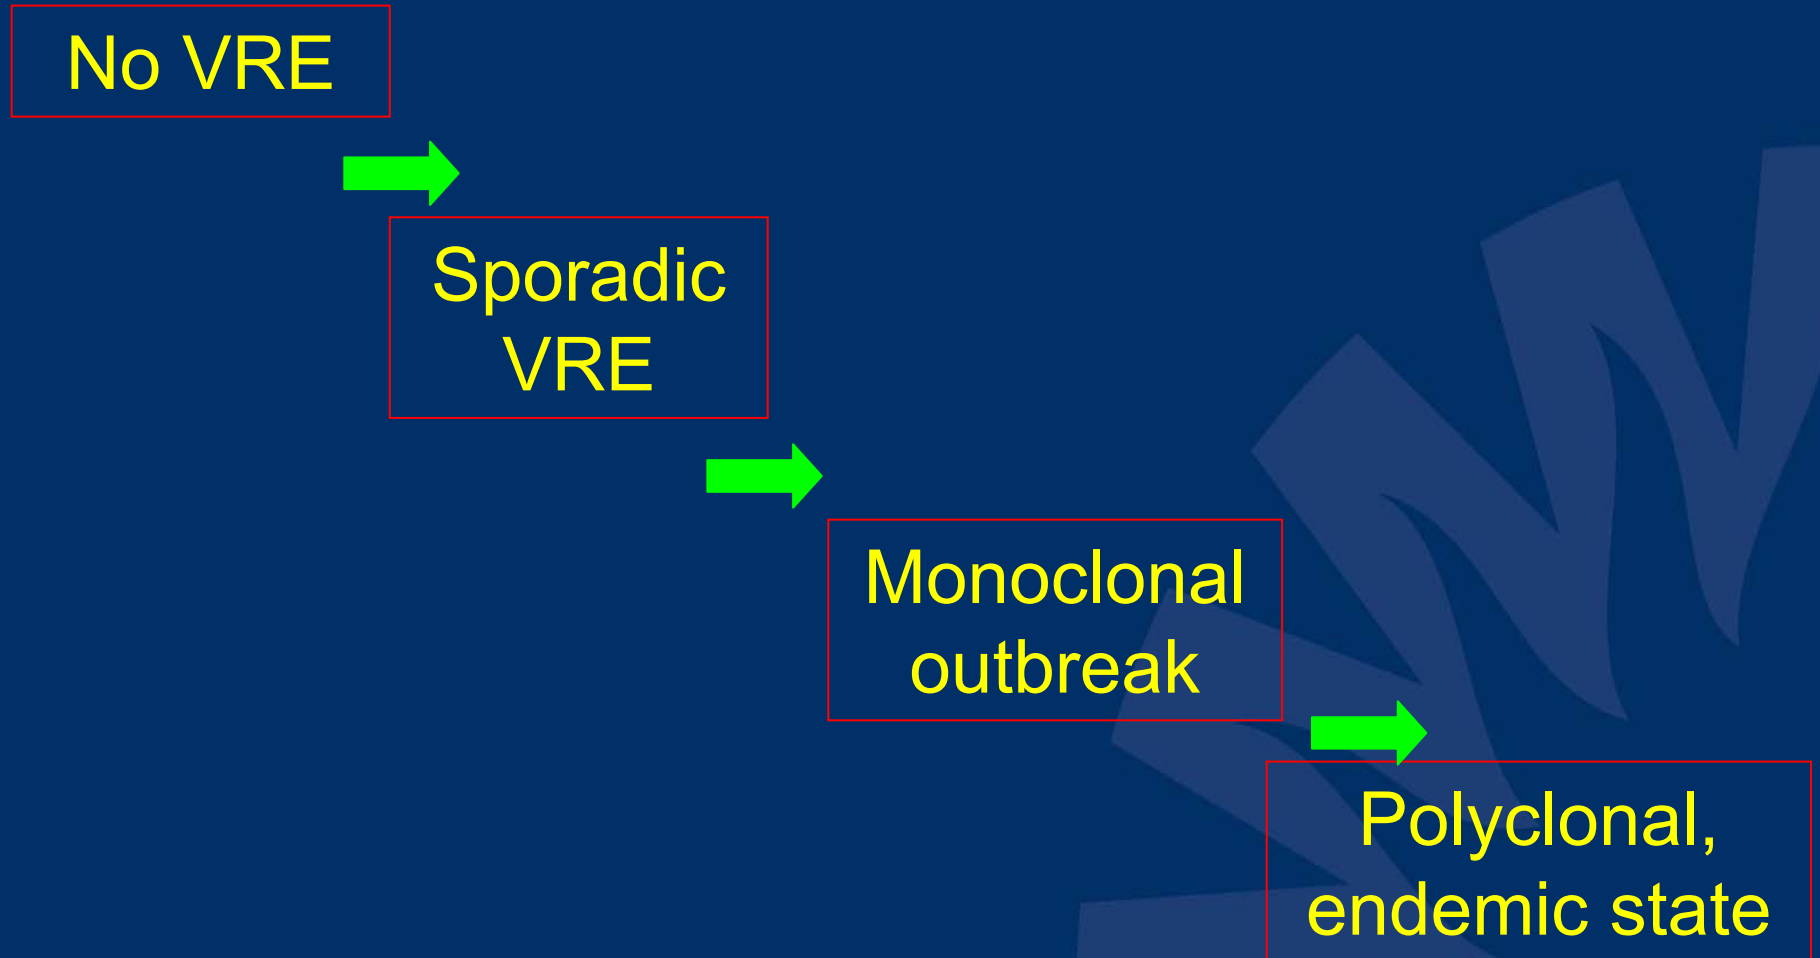 No VRE
Sporadic
VRE
Monoclonal
outbreak
Polyclonal,
endemic state